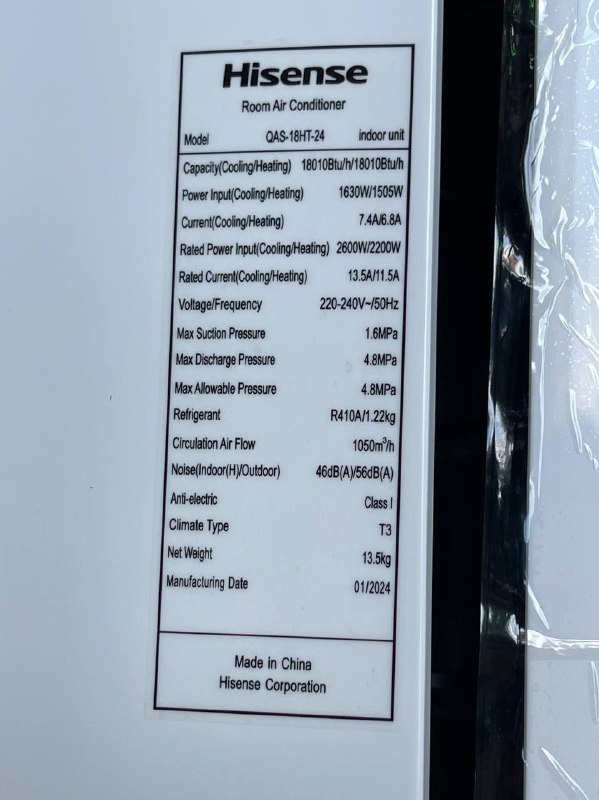 Hisense
Room Air Conditioner
Model QAS-18HT-24 indoor unit
Capacity(Cooling/Heating) 18010Btu/h/18010Btu/h
Power Input(Cooling/Heating) 1630W/1505W
Current(Cooling/Heating) 7.4A/6.8A
Rated Power Input(Cooling/Heating) 2600W/2200W
Rated Current(Cooling/Heating) 13.5A/11.5A
Voltage/Frequency 220-240V~/50Hz
Max Suction Pressure 1.6MPa
Max Discharge Pressure 4.8MPa
Max Allowable Pressure 4.8MPa
Refrigerant R410A/1.22kg
Circulation Air Flow 1050m³/h
Noise(Indoor(H)/Outdoor) 46dB(A)/56dB(A)
Anti-electric Class I
Climate Type T3
Net Weight 13.5kg
Manufacturing Date 01/2024
Made in China
Hisense Corporation